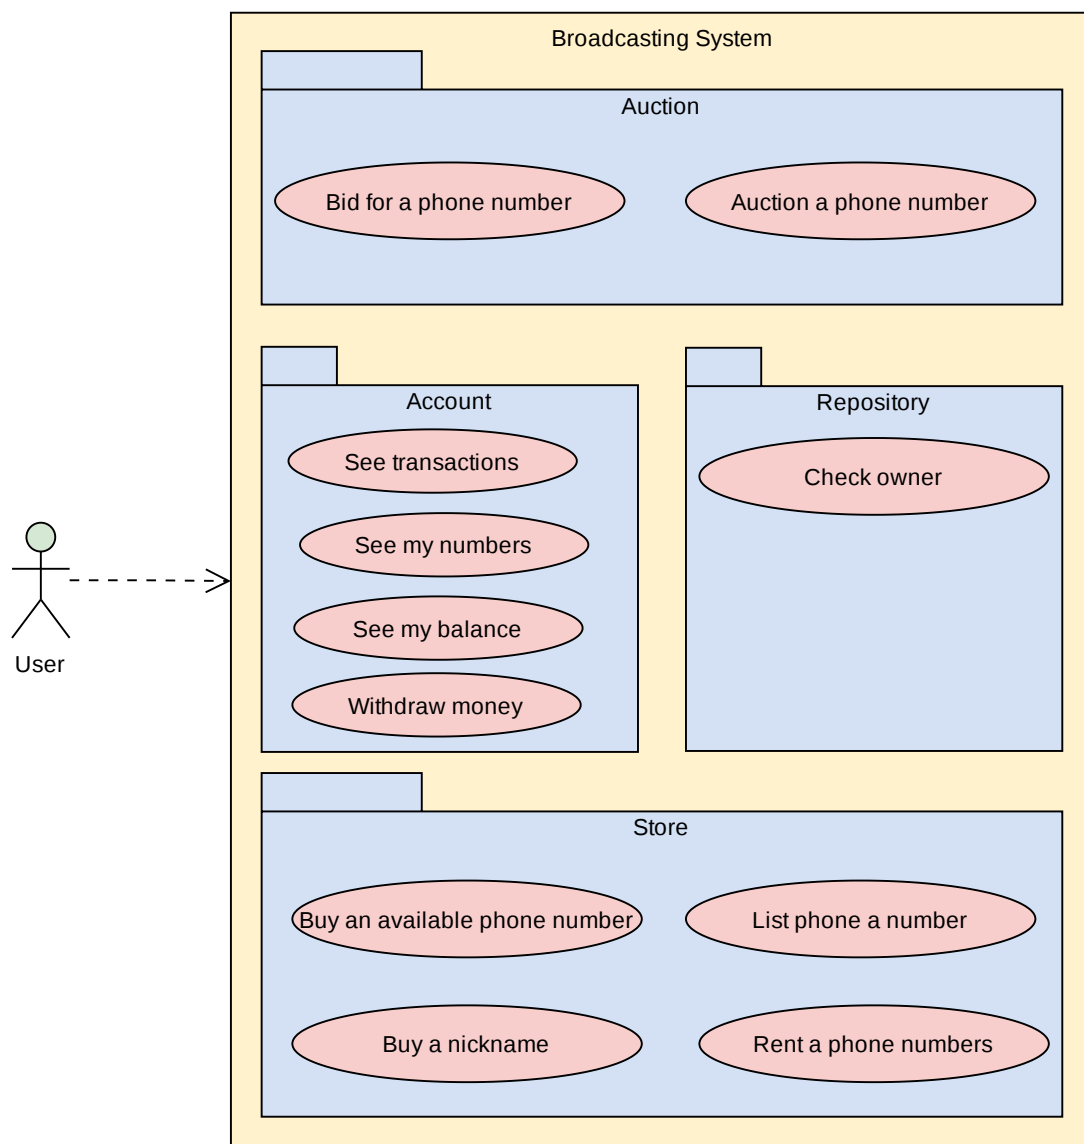 Broadcasting System
Auction
Bid for a phone number
Auction a phone number
Account
See transactions
See my numbers
See my balance
Withdraw money
Repository
Check owner
User
Store
Buy an available phone number
List phone a number
Buy a nickname
Rent a phone numbers